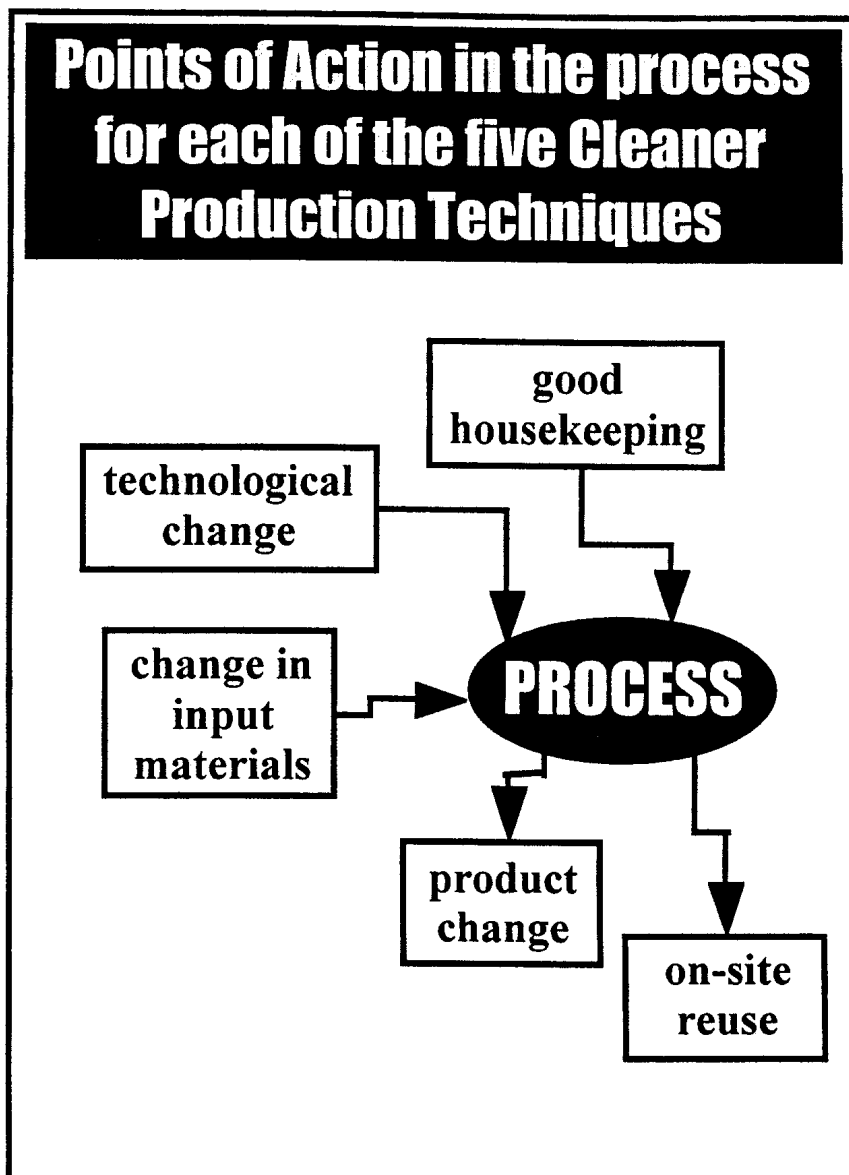 Points of Action in the process
for each of the five Cleaner
Production Techniques
good
housekeeping
technological
change
change in
input
materials
PROCESS
product
change
on-site
reuse